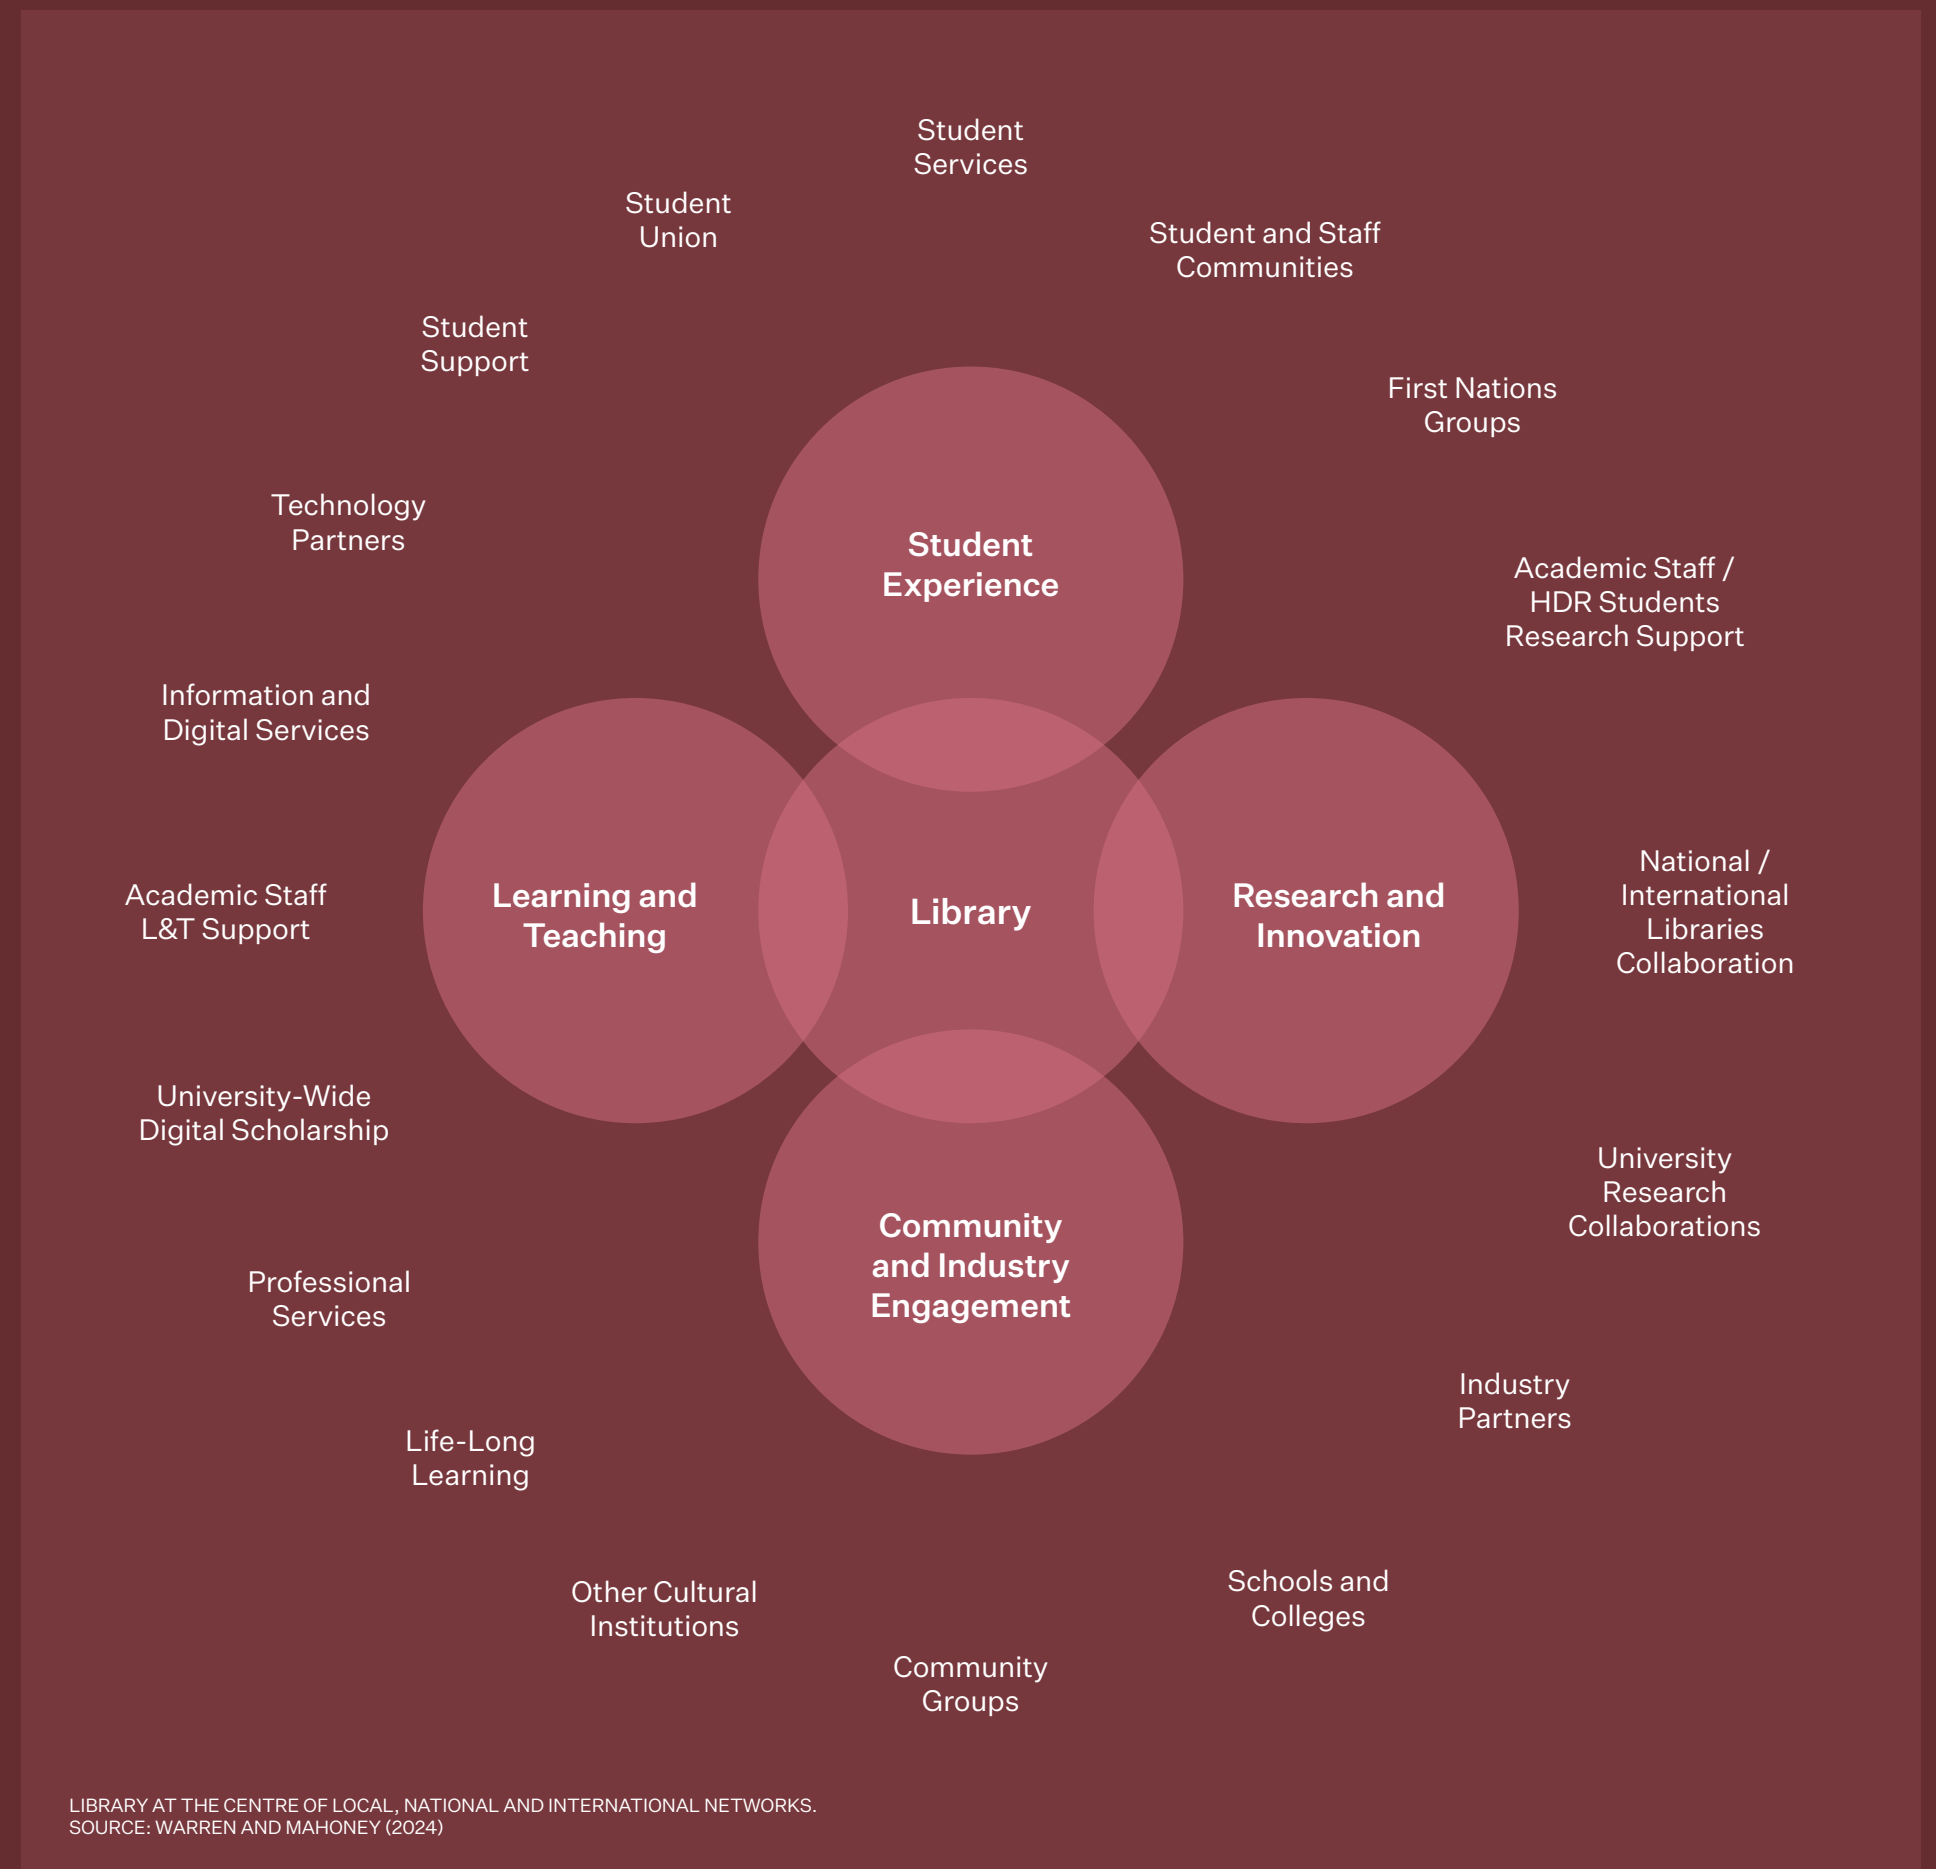 Student
Services
Student
Union
Student and Staff
Communities
Student
Support
First Nations
Groups
Technology
Partners
Student
Experience
Academic Staff /
HDR Students
Research Support
Information and
Digital Services
Academic Staff
L&T Support
Learning and
Teaching
Library
Research and
Innovation
National /
International
Libraries
Collaboration
University-Wide
Digital Scholarship
University
Research
Collaborations
Community
and Industry
Engagement
Professional
Services
Industry
Partners
Life-Long
Learning
Other Cultural
Institutions
Schools and
Colleges
Community
Groups
LIBRARY AT THE CENTRE OF LOCAL, NATIONAL AND INTERNATIONAL NETWORKS.
SOURCE: WARREN AND MAHONEY (2024)